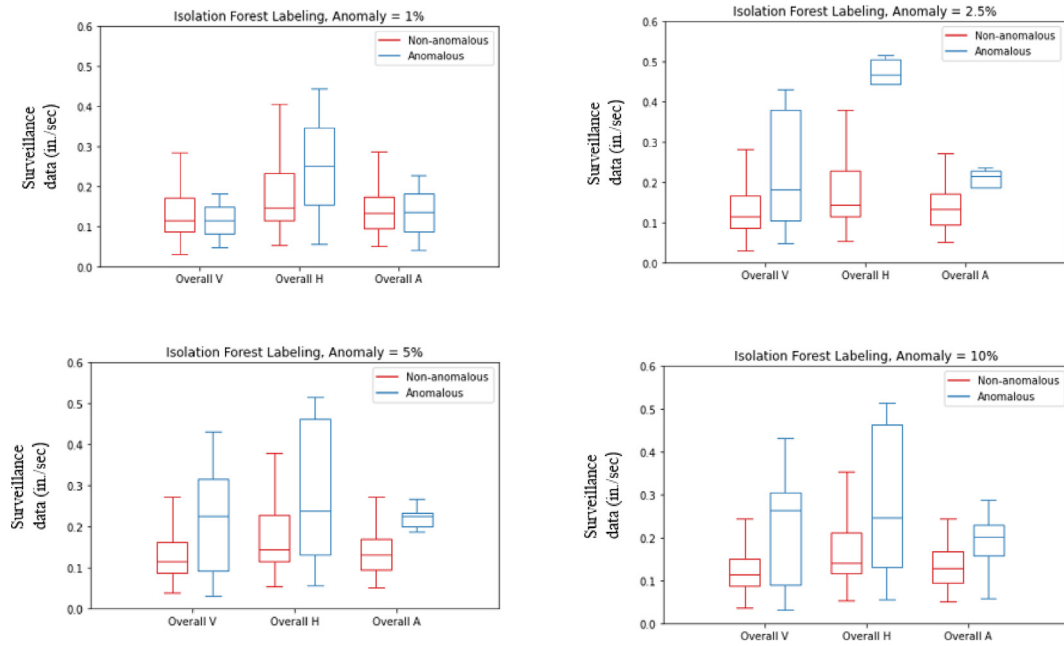 Isolation Forest Labeling, Anomaly = 1%
0.6
0.5
0.4
0.3
0.2
0.1
0.0
Surveillance
data (in./sec)
Non-anomalous
Anomalous
Overall V
Overall H
Overall A
Isolation Forest Labeling, Anomaly = 2.5%
0.6
0.5
0.4
0.3
0.2
0.1
0.0
Surveillance
data (in./sec)
Non-anomalous
Anomalous
Overall V
Overall H
Overall A
Isolation Forest Labeling, Anomaly = 5%
0.6
0.5
0.4
0.3
0.2
0.1
0.0
Surveillance
data (in./sec)
Non-anomalous
Anomalous
Overall V
Overall H
Overall A
Isolation Forest Labeling, Anomaly = 10%
0.6
0.5
0.4
0.3
0.2
0.1
0.0
Surveillance
data (in./sec)
Non-anomalous
Anomalous
Overall V
Overall H
Overall A